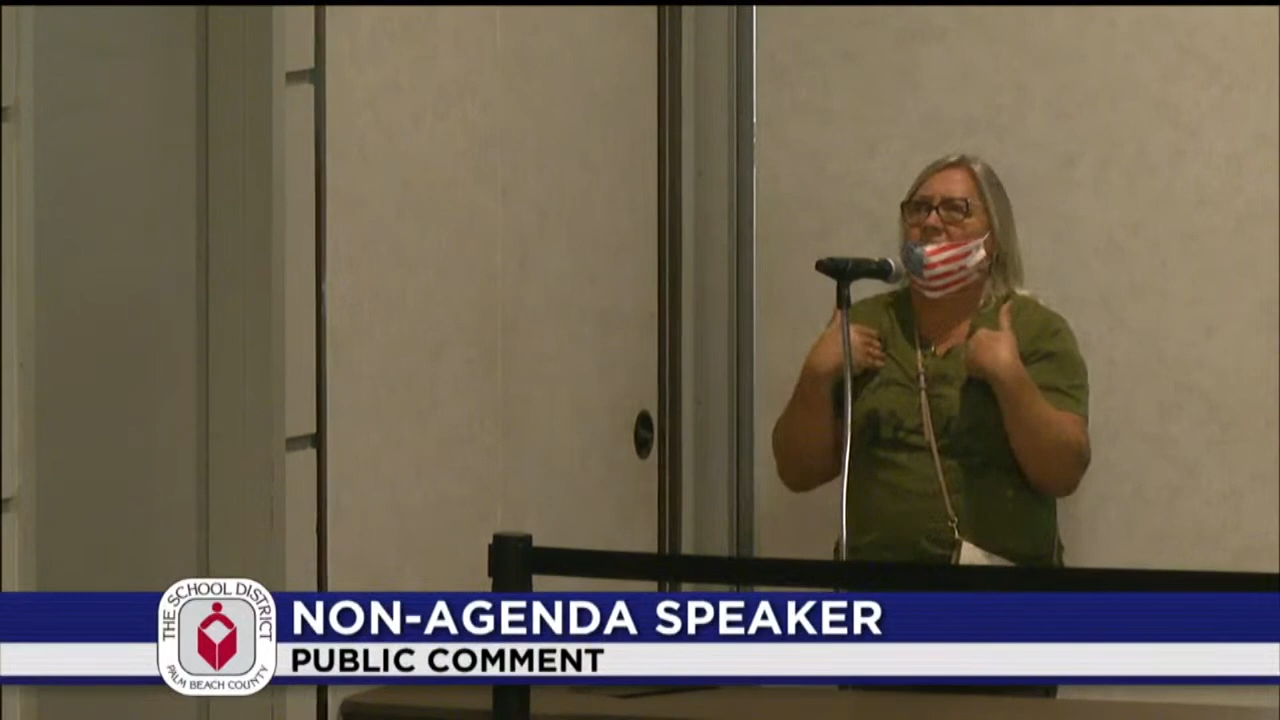 NON-AGENDA SPEAKER
PUBLIC COMMENT
THE SCHOOL DISTRICT
PALM BEACH COUNTY